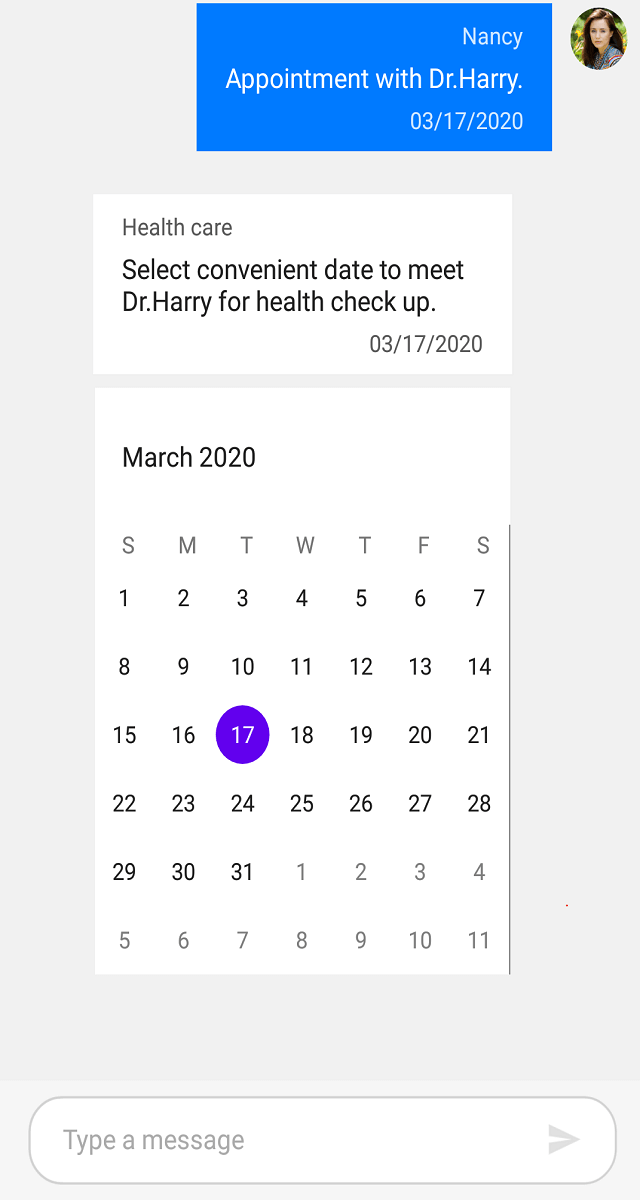 Nancy
Appointment with Dr.Harry.
03/17/2020
Health care
Select convenient date to meet
Dr.Harry for health check up.
03/17/2020
March 2020
S M T W T F S
1 2 3 4 5 6 7
8 9 10 11 12 13 14
15 16 17 18 19 20 21
22 23 24 25 26 27 28
29 30 31 1 2 3 4
5 6 7 8 9 10 11
Type a message